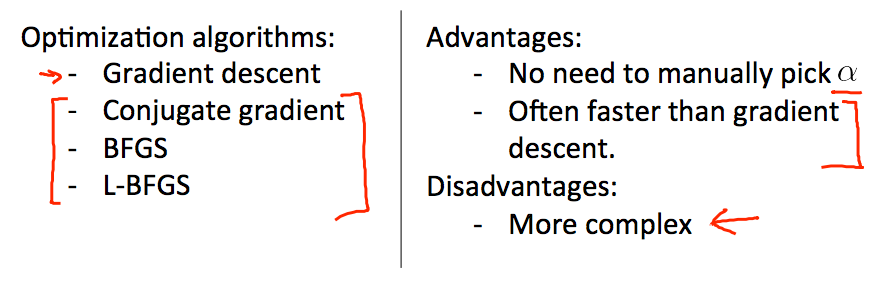 Optimization algorithms:
- Gradient descent
- Conjugate gradient
- BFGS
- L-BFGS
Advantages:
- No need to manually pick α
- Often faster than gradient
descent.
Disadvantages:
- More complex